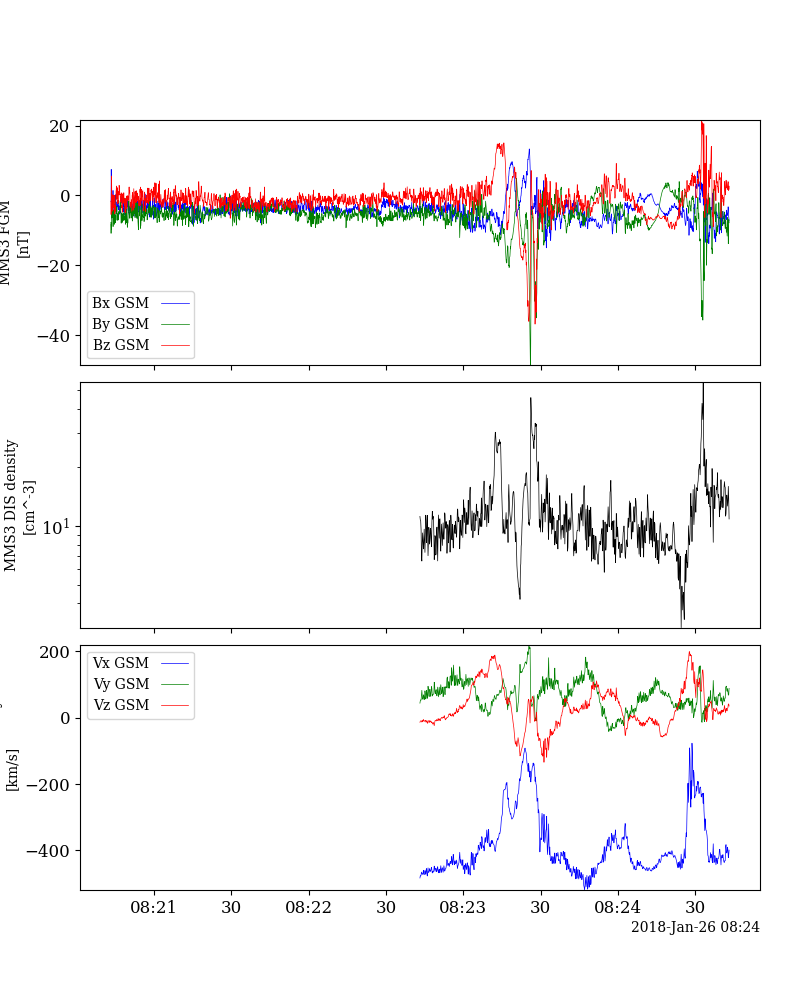 20
0
−20
−40
MMS3 FGM
[nT]
Bx GSM
By GSM
Bz GSM
10^1
MMS3 DIS density
[cm^-3]
200
0
−200
−400
[km/s]
Vx GSM
Vy GSM
Vz GSM
08:21
30
08:22
30
08:23
30
08:24
30
2018-Jan-26 08:24